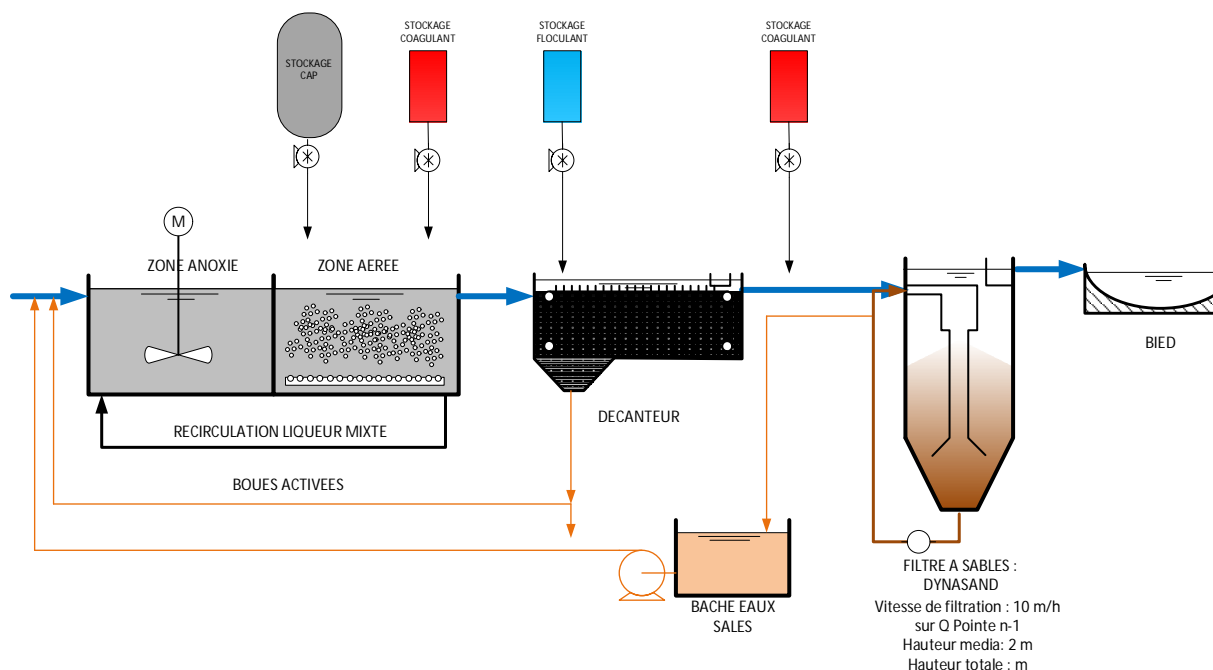 STOCKAGE
CAP
STOCKAGE
COAGULANT
STOCKAGE
FLOCULANT
STOCKAGE
COAGULANT
M
ZONE ANOXIE
ZONE AEREE
RECIRCULATION LIQUEUR MIXTE
BOUES ACTIVEES
DECANTEUR
BIED
BACHE EAUX
SALES
FILTRE A SABLES :
DYNASAND
Vitesse de filtration : 10 m/h
sur Q Pointe n-1
Hauteur media: 2 m
Hauteur totale : m